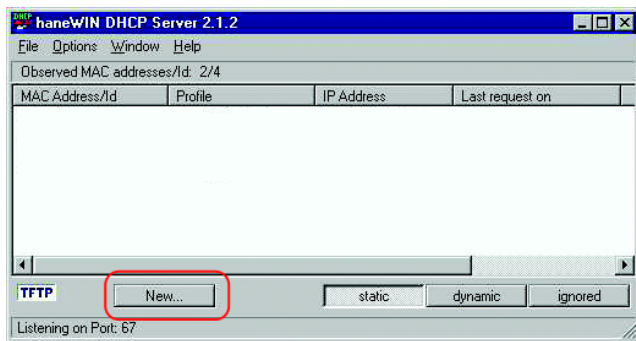 DHCP haneWIN DHCP Server 2.1.2
File Options Window Help
Observed MAC addresses/Id: 2/4
MAC Address/Id Profile IP Address Last request on
TFTP New... static dynamic ignored
Listening on Port: 67